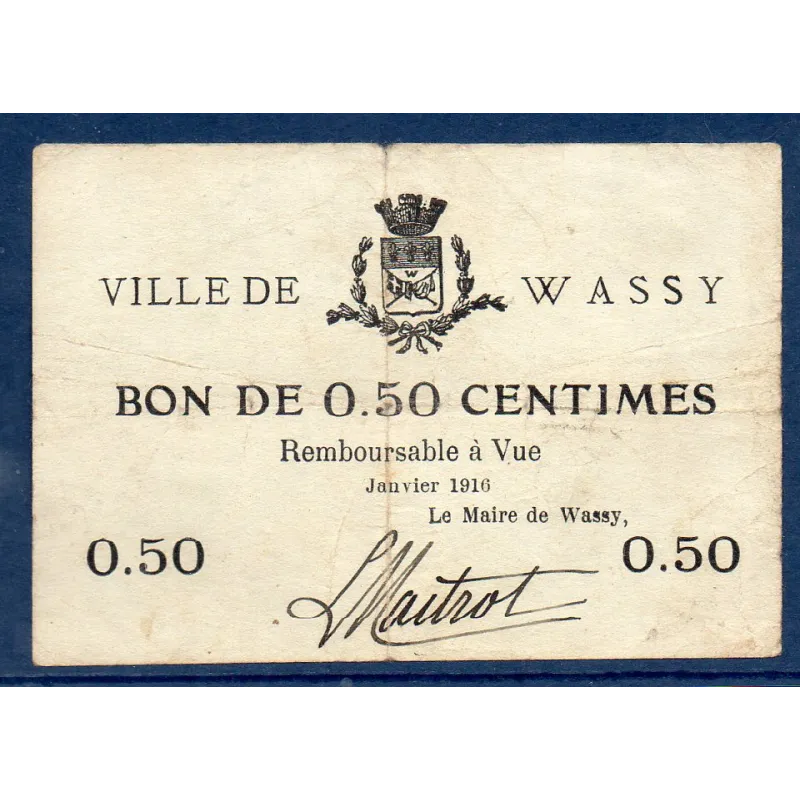 VILLE DE WASSY
W
BON DE 0.50 CENTIMES
Remboursable à Vue
Janvier 1916
Le Maire de Wassy,
0.50 0.50
LMaitrot